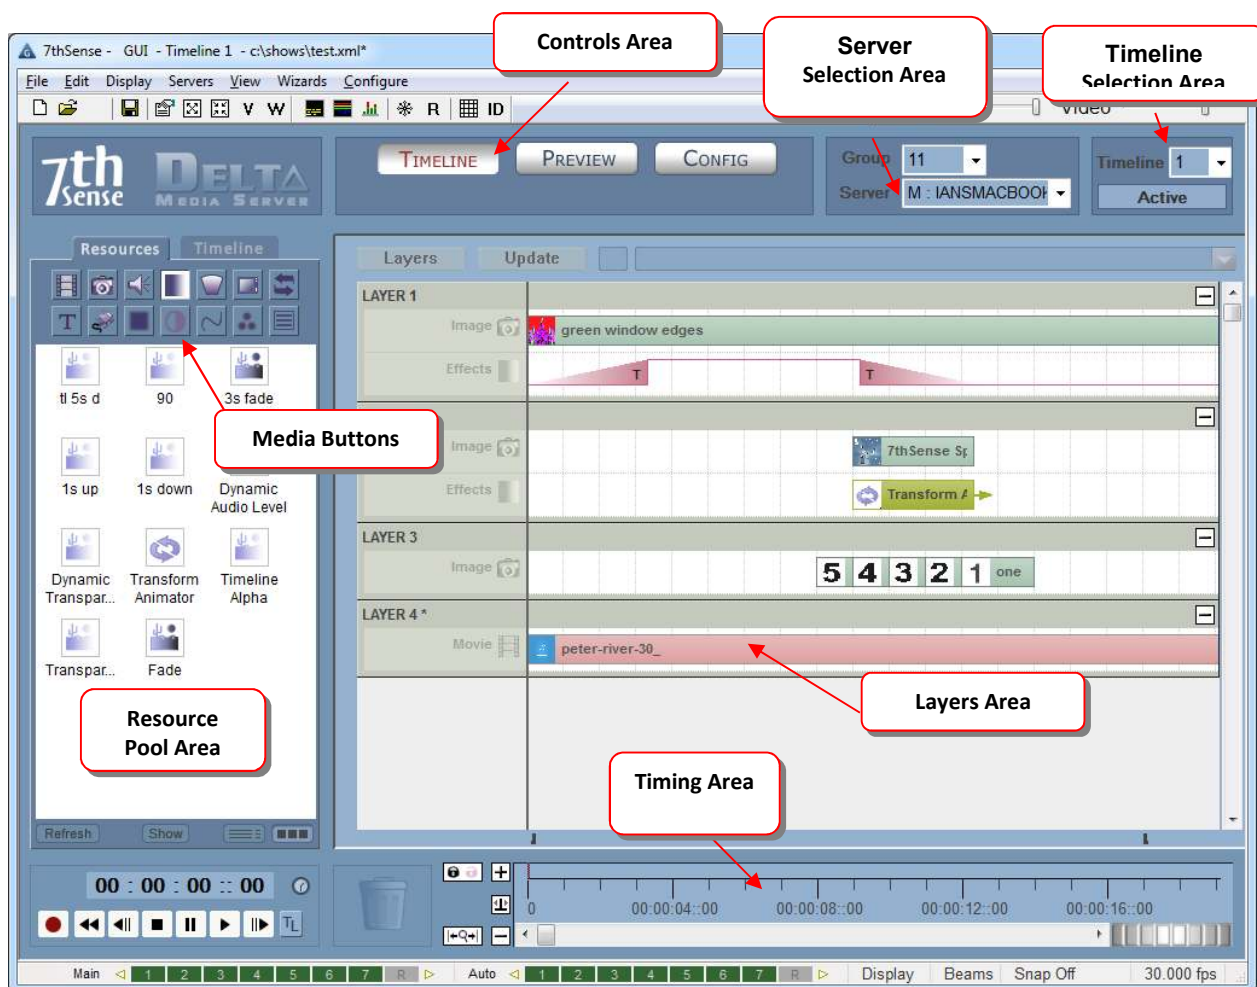 Controls Area
Server
Selection Area
Timeline
Selection Area
7thSense - GUI - Timeline 1 - c:\shows\test.xml*
File Edit Display Servers View Wizards Configure
V W R ID
Video
7th
Sense
DELTA
MEDIA SERVER
TIMELINE PREVIEW CONFIG
Group 11
Server M : IANSMACBOOK
Timeline 1
Active
Resources Timeline
T
tl 5s d 90 3s fade
Media Buttons
1s up 1s down Dynamic
Audio Level
Dynamic Transform Timeline
Transpar... Animator Alpha
Transpar... Fade
Resource
Pool Area
Refresh Show
Layers Update
LAYER 1
Image green window edges
Effects T T
Image 7thSense Sp
Effects Transform A
LAYER 3
Image 5 4 3 2 1 one
LAYER 4 *
Movie peter-river-30_
Layers Area
Timing Area
00 : 00 : 00 :: 00
TL
0 00:00:04::00 00:00:08::00 00:00:12::00 00:00:16::00
Main 1 2 3 4 5 6 7 R Auto 1 2 3 4 5 6 7 R Display Beams Snap Off 30.000 fps